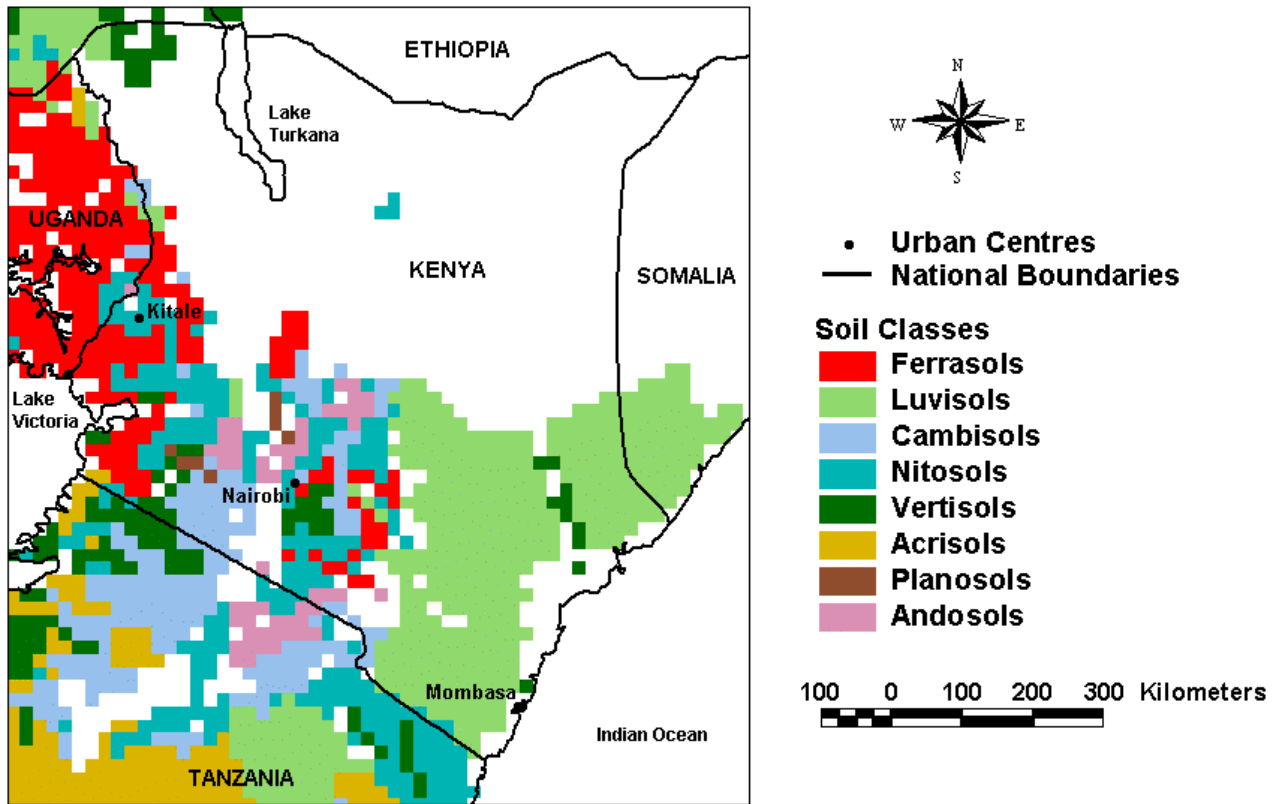 ETHIOPIA
Lake
Turkana
UGANDA
KENYA
SOMALIA
Kitale
Lake
Victoria
Nairobi
Mombasa
Indian Ocean
TANZANIA
N
W
E
S
Urban Centres
National Boundaries
Soil Classes
Ferrasols
Luvisols
Cambisols
Nitosols
Vertisols
Acrisols
Planosols
Andosols
100 0 100 200 300 Kilometers